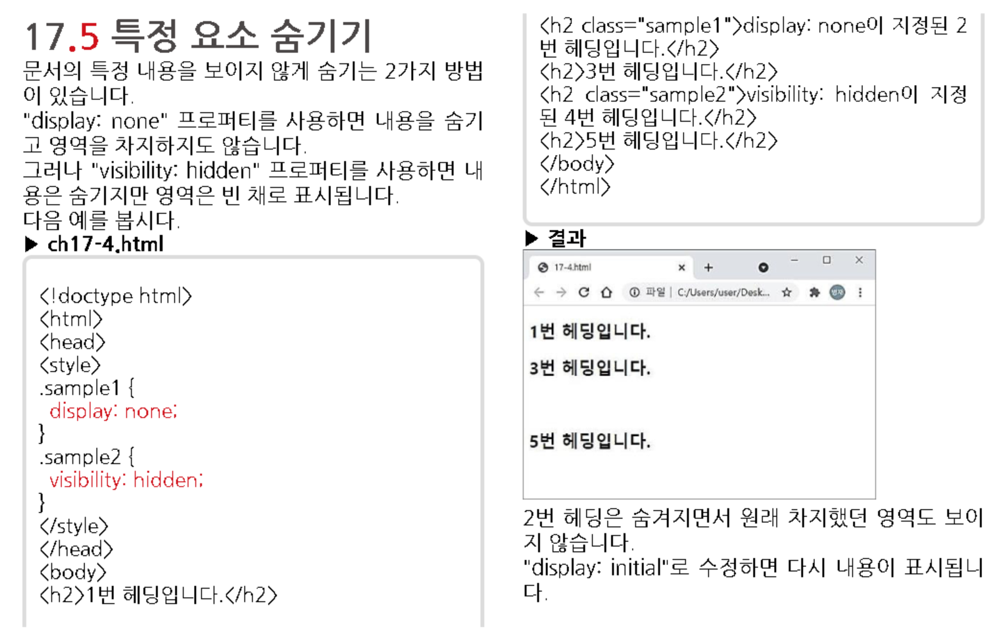 17.5 특정 요소 숨기기
문서의 특정 내용을 보이지 않게 숨기는 2가지 방법
이 있습니다.
"display: none" 프로퍼티를 사용하면 내용을 숨기
고 영역을 차지하지도 않습니다.
그러나 "visibility: hidden" 프로퍼티를 사용하면 내
용은 숨기지만 영역은 빈 채로 표시됩니다.
다음 예를 봅시다.
▶ ch17-4.html
<!doctype html>
<html>
<head>
<style>
.sample1 {
  display: none;
}
.sample2 {
  visibility: hidden;
}
</style>
</head>
<body>
<h2>1번 헤딩입니다.</h2>
<h2 class="sample1">display: none이 지정된 2
번 헤딩입니다.</h2>
<h2>3번 헤딩입니다.</h2>
<h2 class="sample2">visibility: hidden이 지정
된 4번 헤딩입니다.</h2>
<h2>5번 헤딩입니다.</h2>
</body>
</html>
▶ 결과
17-4.html
파일 | C:/Users/user/Desk...
1번 헤딩입니다.
3번 헤딩입니다.
5번 헤딩입니다.
2번 헤딩은 숨겨지면서 원래 차지했던 영역도 보이
지 않습니다.
"display: initial"로 수정하면 다시 내용이 표시됩니
다.